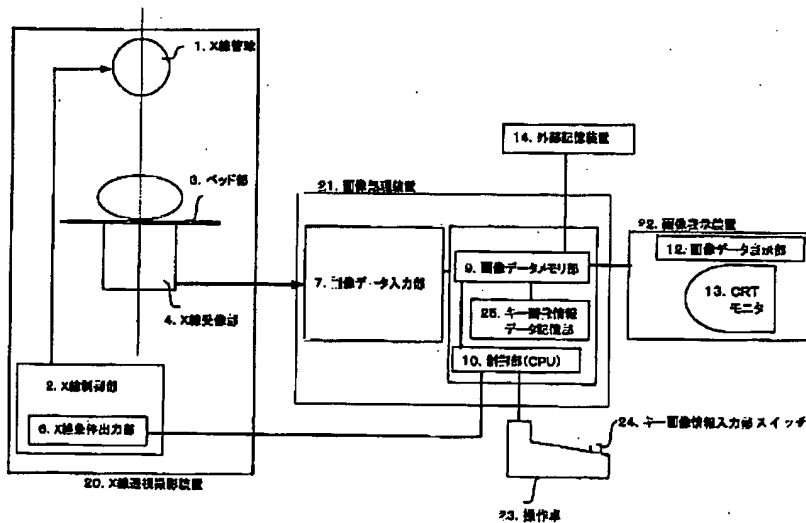 1. X線管球
14. 外部記憶装置
3. ベッド部
21. 画像処理装置
22. 画像表示装置
12. 画像データ表示部
7. 画像データ入力部
9. 画像データメモリ部
13. CRT
モニタ
4. X線受像部
25. キー画像情報
データ記憶部
10. 制御部(CPU)
2. X線制御部
6. X線条件出力部
24. キー画像情報入力部スイッチ
20. X線透視撮影装置
23. 操作卓